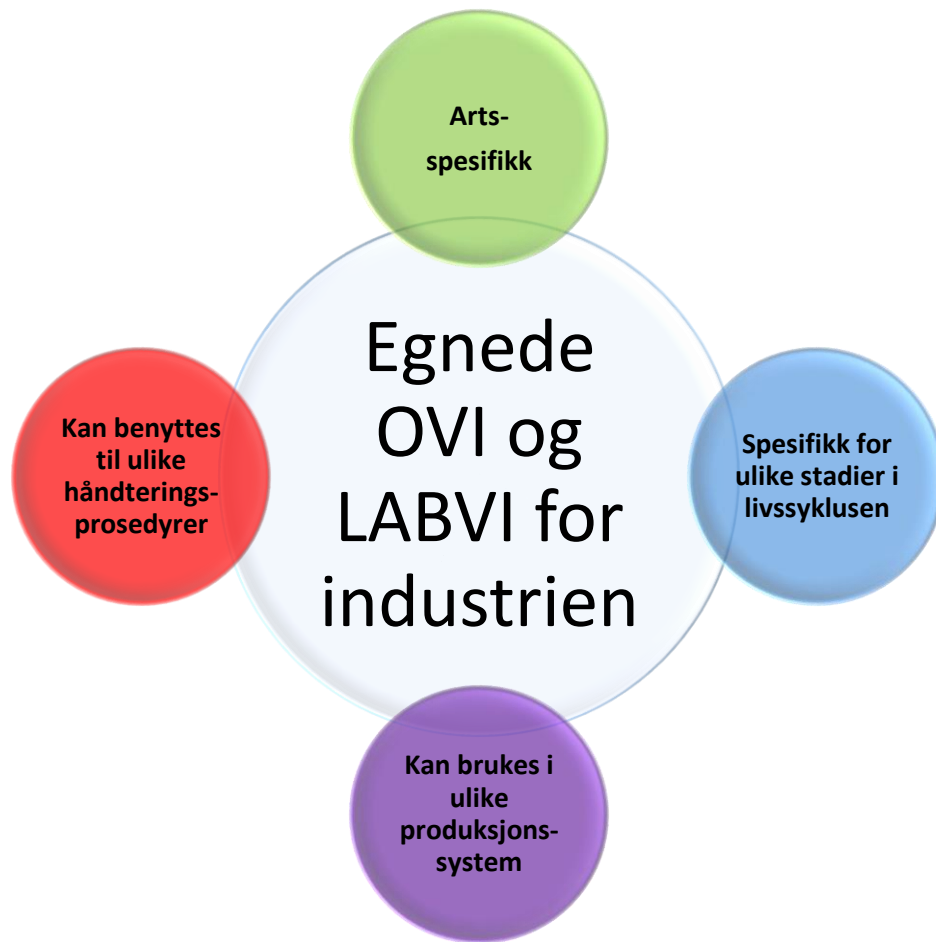 Arts-
spesifikk
Egnede
OVI og
LABVI for
industrien
Kan benyttes
til ulike
håndterings-
prosedyrer
Spesifikk for
ulike stadier i
livssyklusen
Kan brukes i
ulike
produksjons-
system